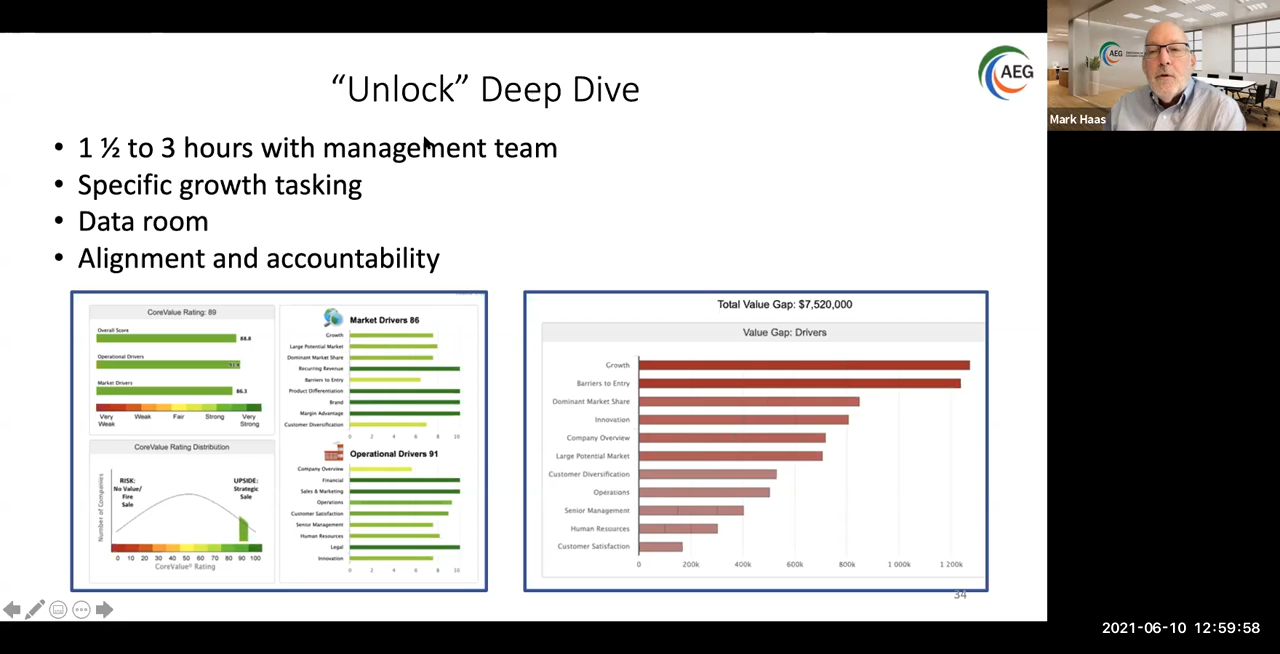 “Unlock” Deep Dive
AEG
AEG
Mark Haas
• 1 ½ to 3 hours with management team
• Specific growth tasking
• Data room
• Alignment and accountability
CoreValue Rating: 89
Overall Score
88.8
Operational Drivers
Market Drivers
86.3
Very Weak
Weak
Fair
Strong
Very Strong
CoreValue Rating Distribution
Number of Companies
RISK:
No Value/
Fire
Sale
UPSIDE:
Strategic
Sale
0 10 20 30 40 50 60 70 80 90 100
CoreValue® Rating
Market Drivers 86
Growth
Large Potential Market
Dominant Market Share
Recurring Revenue
Barriers to Entry
Product Differentiation
Brand
Margin Advantage
Customer Diversification
0 2 4 6 8 10
Operational Drivers 91
Company Overview
Financial
Sales & Marketing
Operations
Customer Satisfaction
Senior Management
Human Resources
Legal
Innovation
0 2 4 6 8 10
Total Value Gap: $7,520,000
Value Gap: Drivers
Growth
Barriers to Entry
Dominant Market Share
Innovation
Company Overview
Large Potential Market
Customer Diversification
Operations
Senior Management
Human Resources
Customer Satisfaction
0 200k 400k 600k 800k 1 000k 1 200k
34
2021-06-10 12:59:58